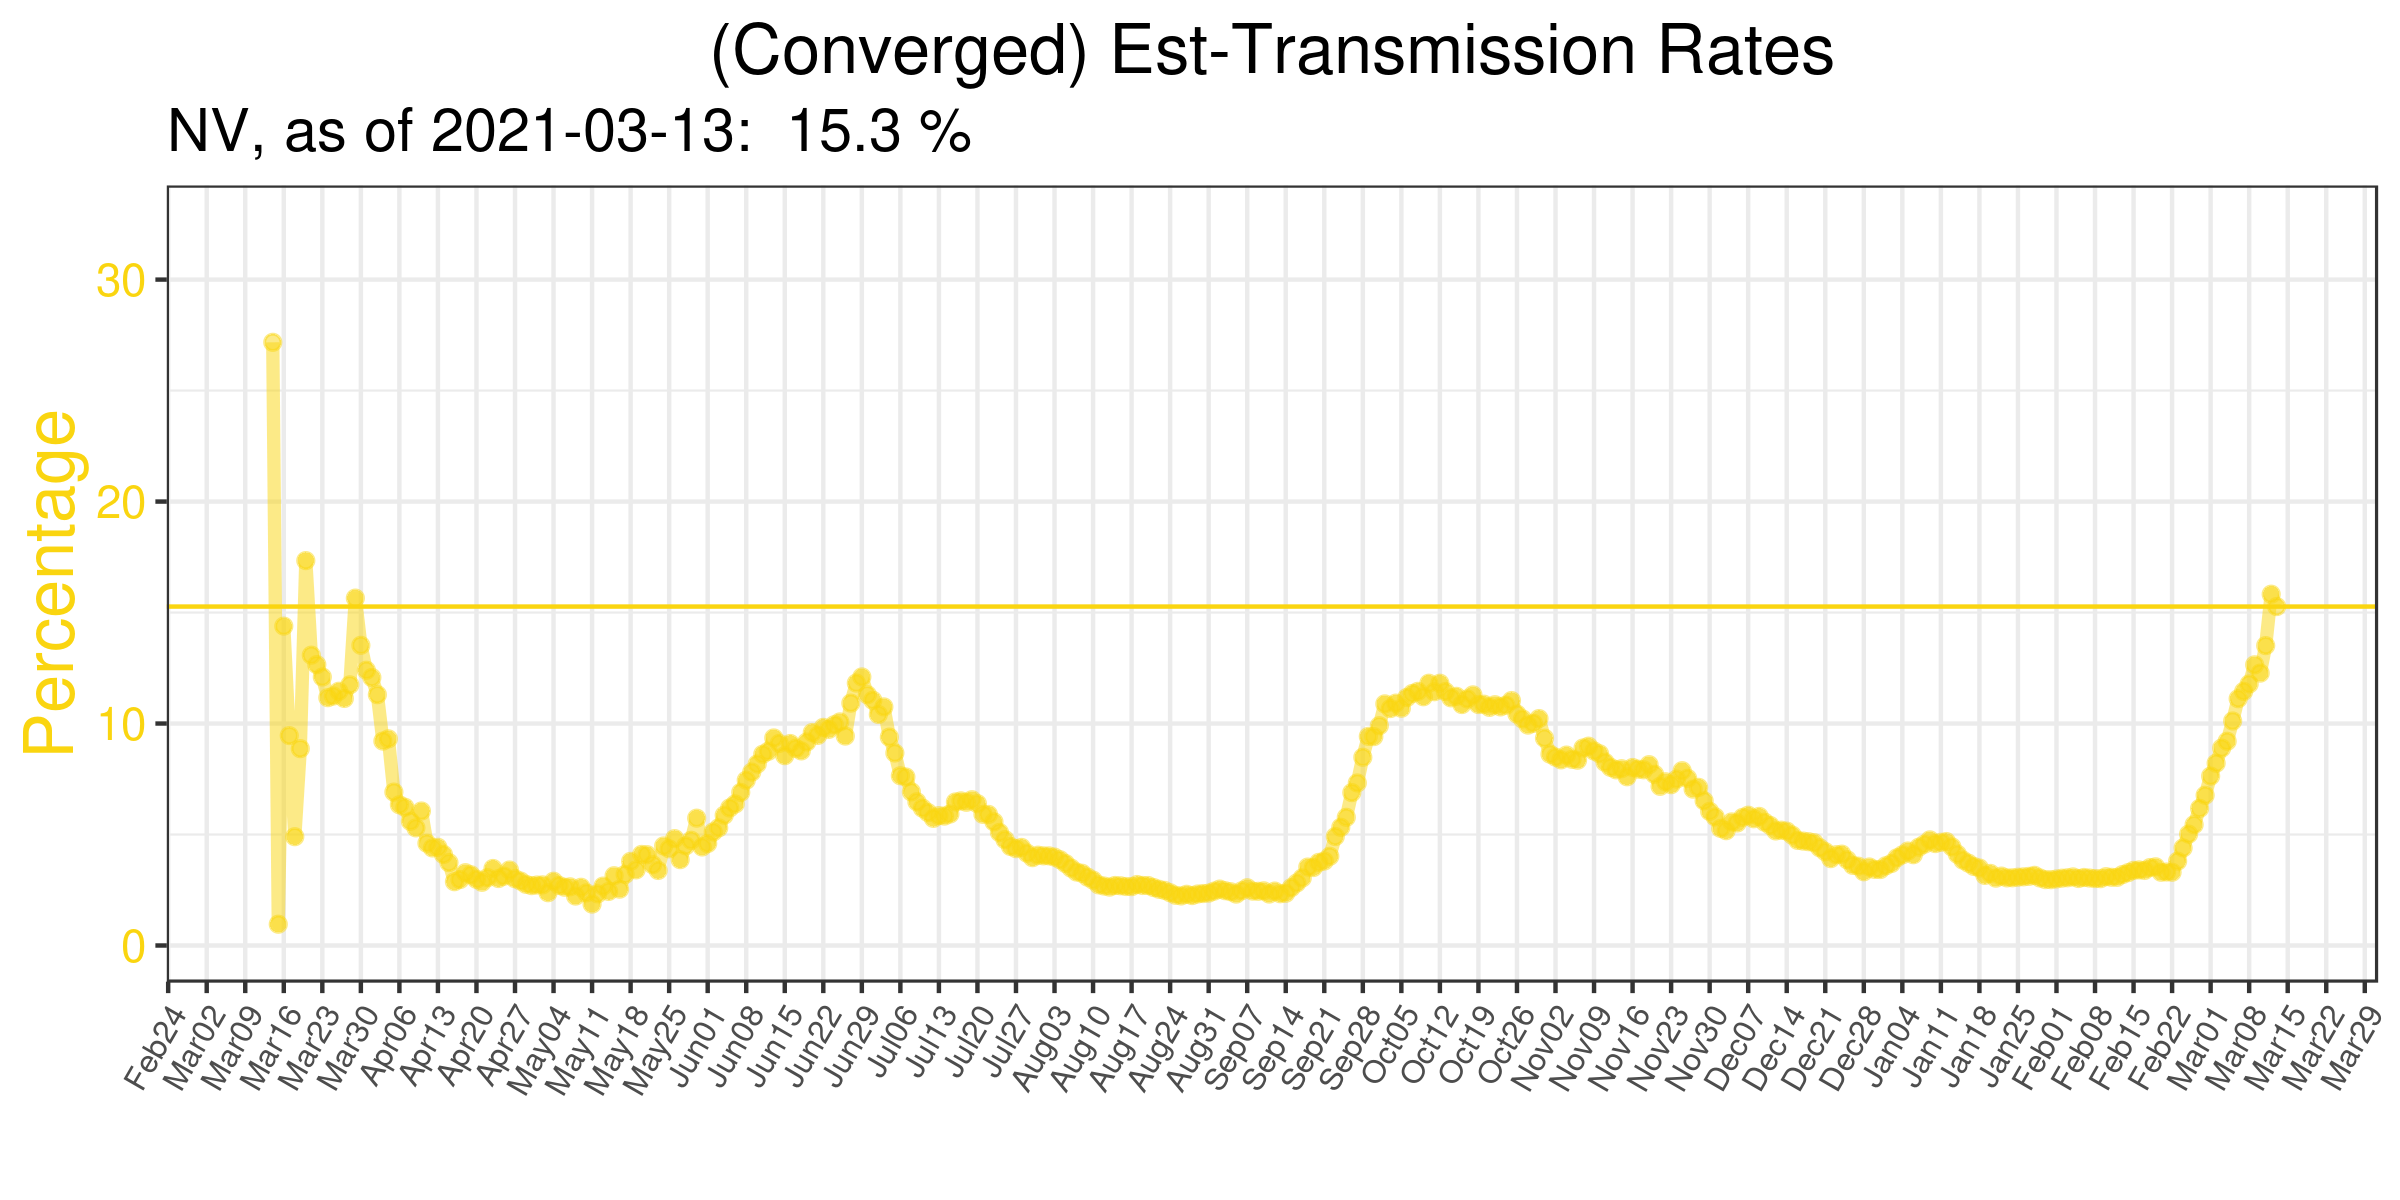 (Converged) Est-Transmission Rates
NV, as of 2021-03-13:  15.3 %
Percentage
30
20
10
0
Feb24
Mar02
Mar09
Mar16
Mar23
Mar30
Apr06
Apr13
Apr20
Apr27
May04
May11
May18
May25
Jun01
Jun08
Jun15
Jun22
Jun29
Jul06
Jul13
Jul20
Jul27
Aug03
Aug10
Aug17
Aug24
Aug31
Sep07
Sep14
Sep21
Sep28
Oct05
Oct12
Oct19
Oct26
Nov02
Nov09
Nov16
Nov23
Nov30
Dec07
Dec14
Dec21
Dec28
Jan04
Jan11
Jan18
Jan25
Feb01
Feb08
Feb15
Feb22
Mar01
Mar08
Mar15
Mar22
Mar29